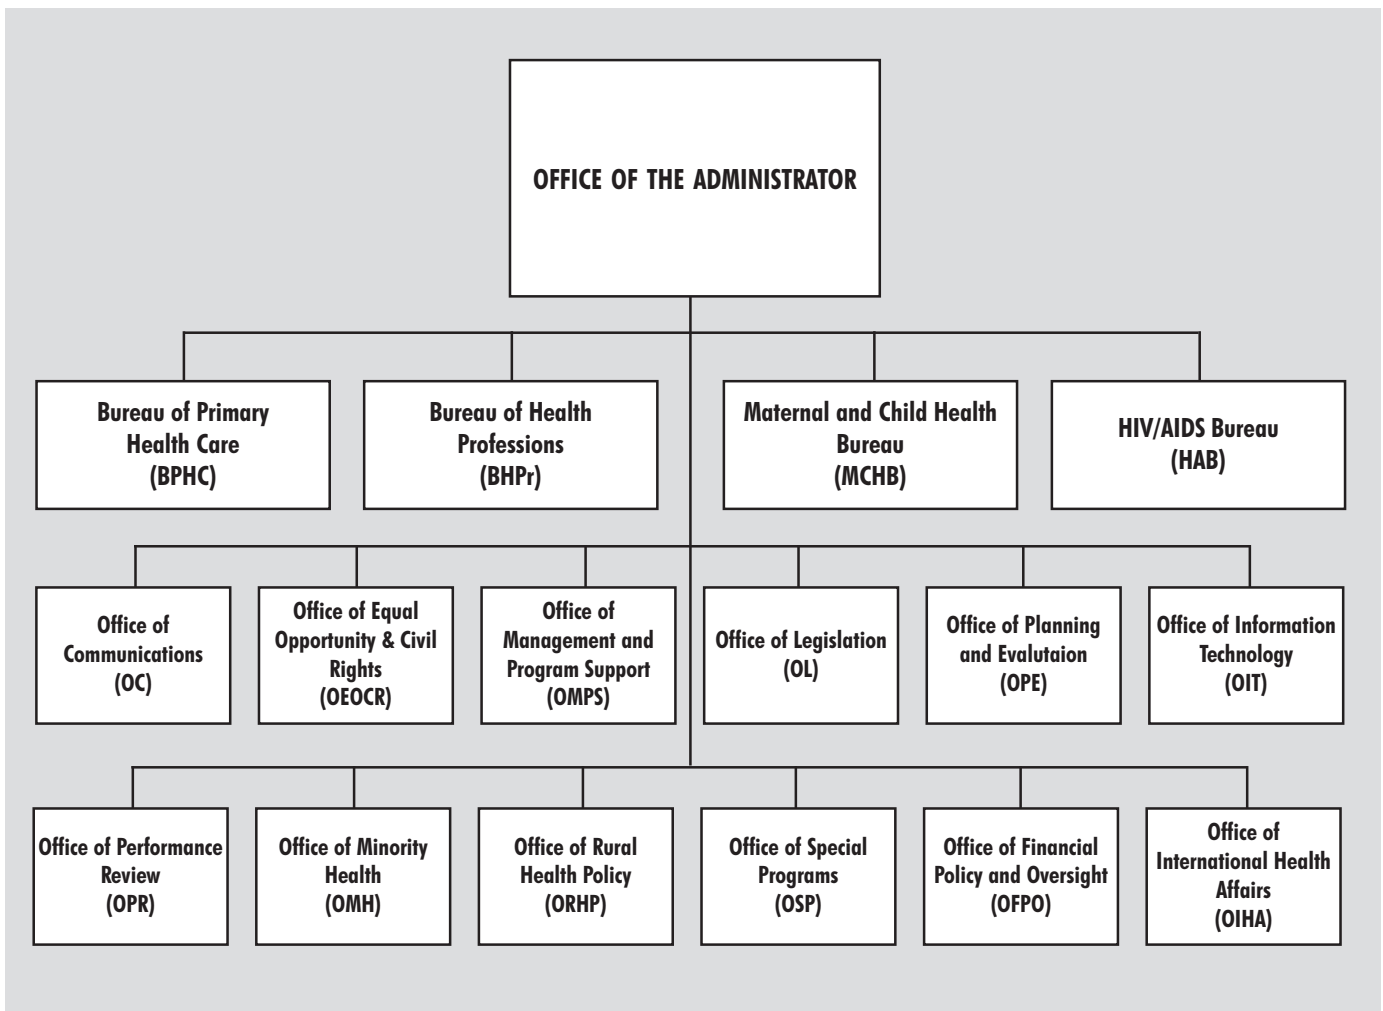 OFFICE OF THE ADMINISTRATOR
Bureau of Primary
Health Care
(BPHC)
Bureau of Health
Professions
(BHPr)
Maternal and Child Health
Bureau
(MCHB)
HIV/AIDS Bureau
(HAB)
Office of
Communications
(OC)
Office of Equal
Opportunity & Civil
Rights
(OEOCR)
Office of
Management and
Program Support
(OMPS)
Office of Legislation
(OL)
Office of Planning
and Evalutaion
(OPE)
Office of Information
Technology
(OIT)
Office of Performance
Review
(OPR)
Office of Minority
Health
(OMH)
Office of Rural
Health Policy
(ORHP)
Office of Special
Programs
(OSP)
Office of Financial
Policy and Oversight
(OFPO)
Office of
International Health
Affairs
(OIHA)